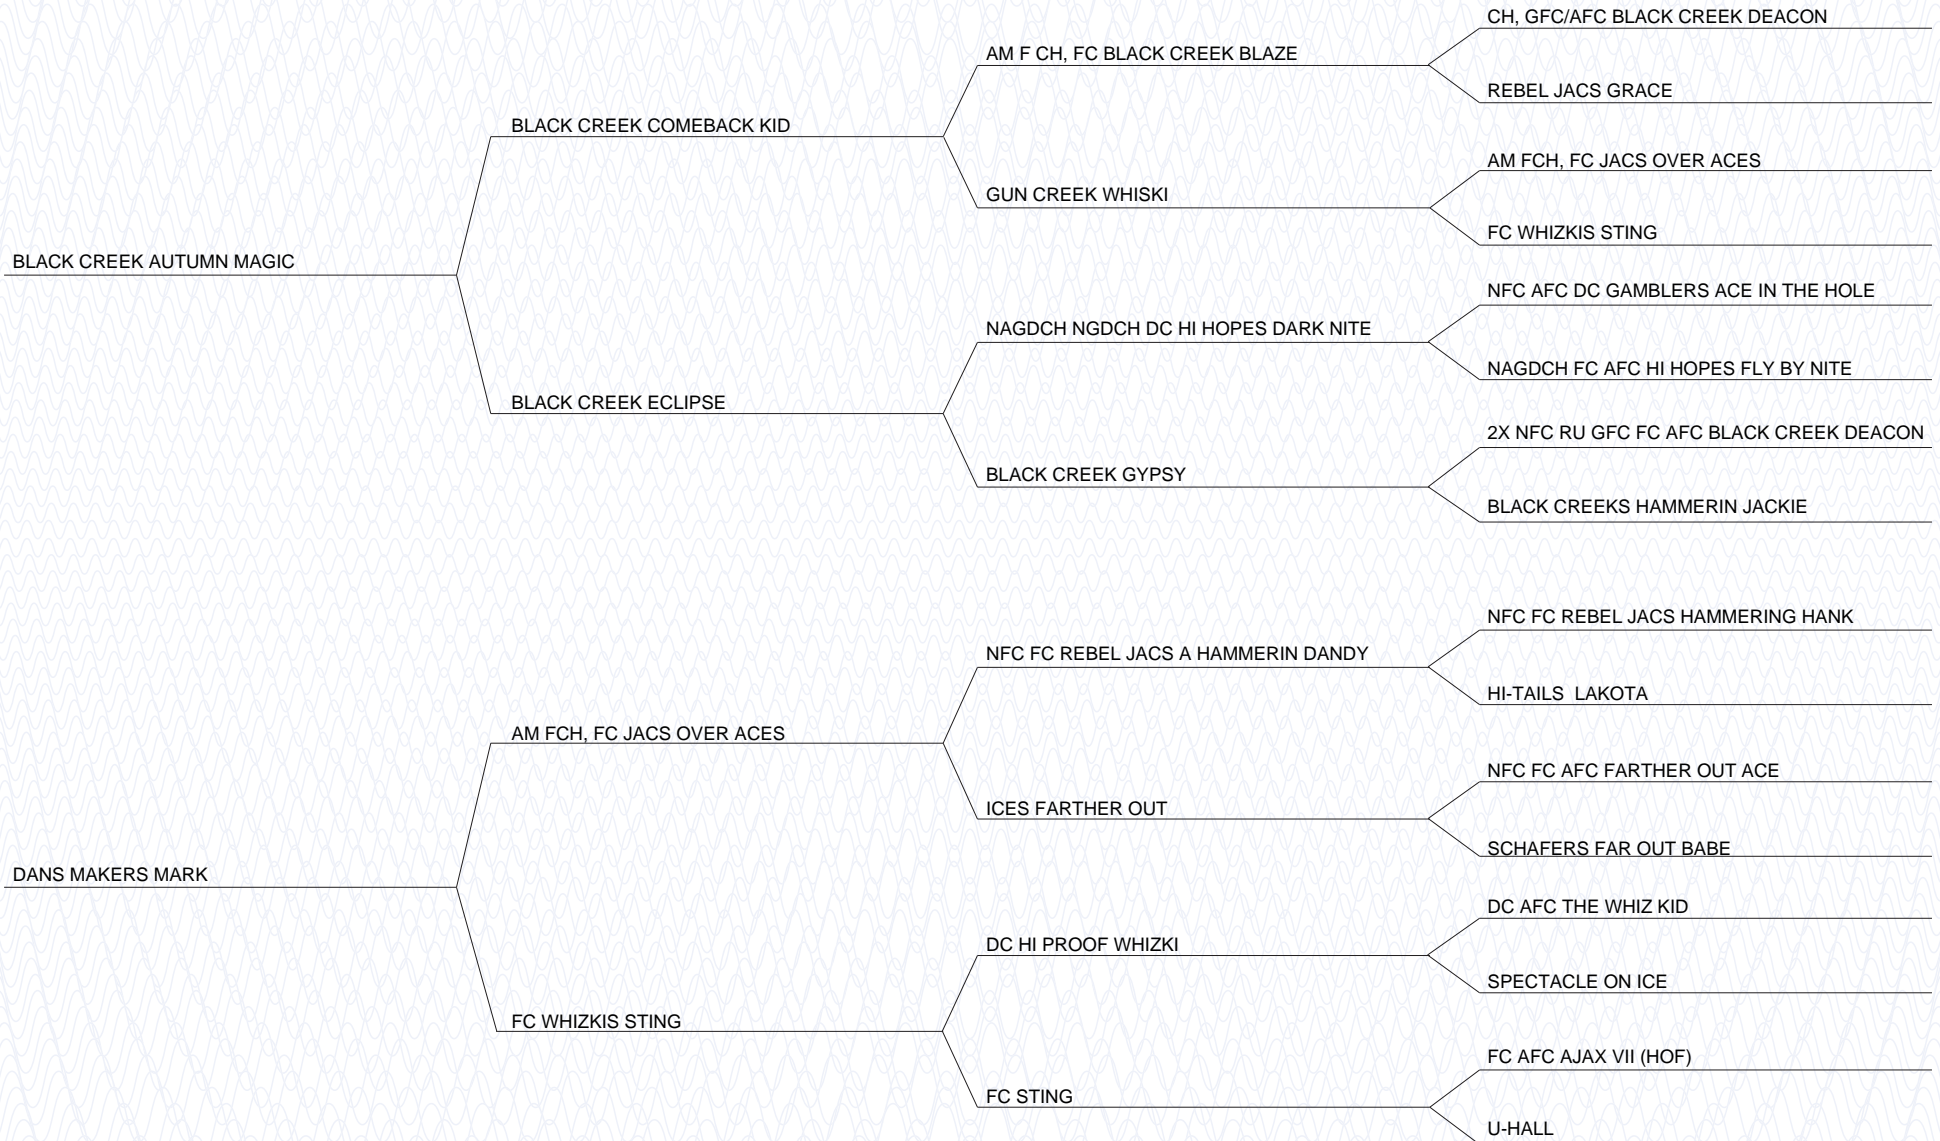 CH, GFC/AFC BLACK CREEK DEACON
AM F CH, FC BLACK CREEK BLAZE
REBEL JACS GRACE
BLACK CREEK COMEBACK KID
AM FCH, FC JACS OVER ACES
GUN CREEK WHISKI
FC WHIZKIS STING
BLACK CREEK AUTUMN MAGIC
NFC AFC DC GAMBLERS ACE IN THE HOLE
NAGDCH NGDCH DC HI HOPES DARK NITE
NAGDCH FC AFC HI HOPES FLY BY NITE
BLACK CREEK ECLIPSE
2X NFC RU GFC FC AFC BLACK CREEK DEACON
BLACK CREEK GYPSY
BLACK CREEKS HAMMERIN JACKIE
NFC FC REBEL JACS HAMMERING HANK
NFC FC REBEL JACS A HAMMERIN DANDY
HI-TAILS  LAKOTA
AM FCH, FC JACS OVER ACES
NFC FC AFC FARTHER OUT ACE
ICES FARTHER OUT
SCHAFERS FAR OUT BABE
DANS MAKERS MARK
DC AFC THE WHIZ KID
DC HI PROOF WHIZKI
SPECTACLE ON ICE
FC WHIZKIS STING
FC AFC AJAX VII (HOF)
FC STING
U-HALL